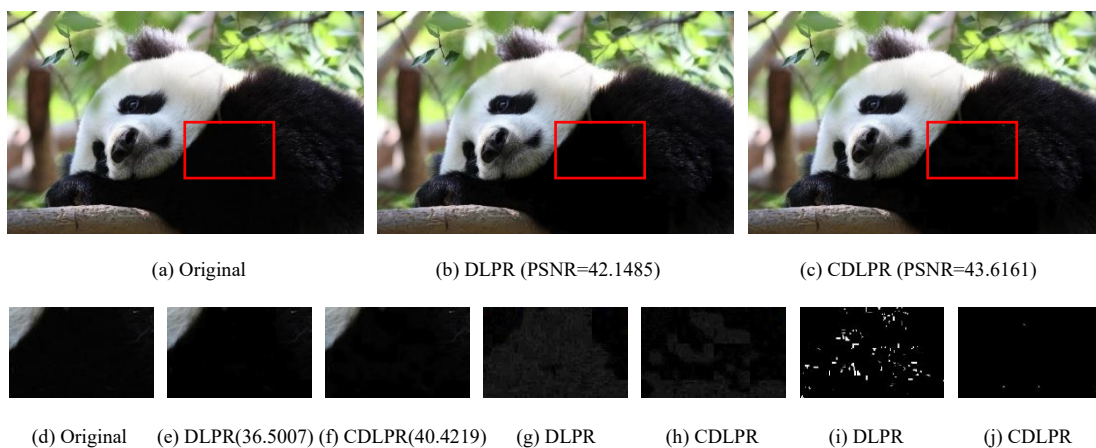 (a) Original
(b) DLPR (PSNR=42.1485)
(c) CDLPR (PSNR=43.6161)
(d) Original
(e) DLPR(36.5007)
(f) CDLPR(40.4219)
(g) DLPR
(h) CDLPR
(i) DLPR
(j) CDLPR